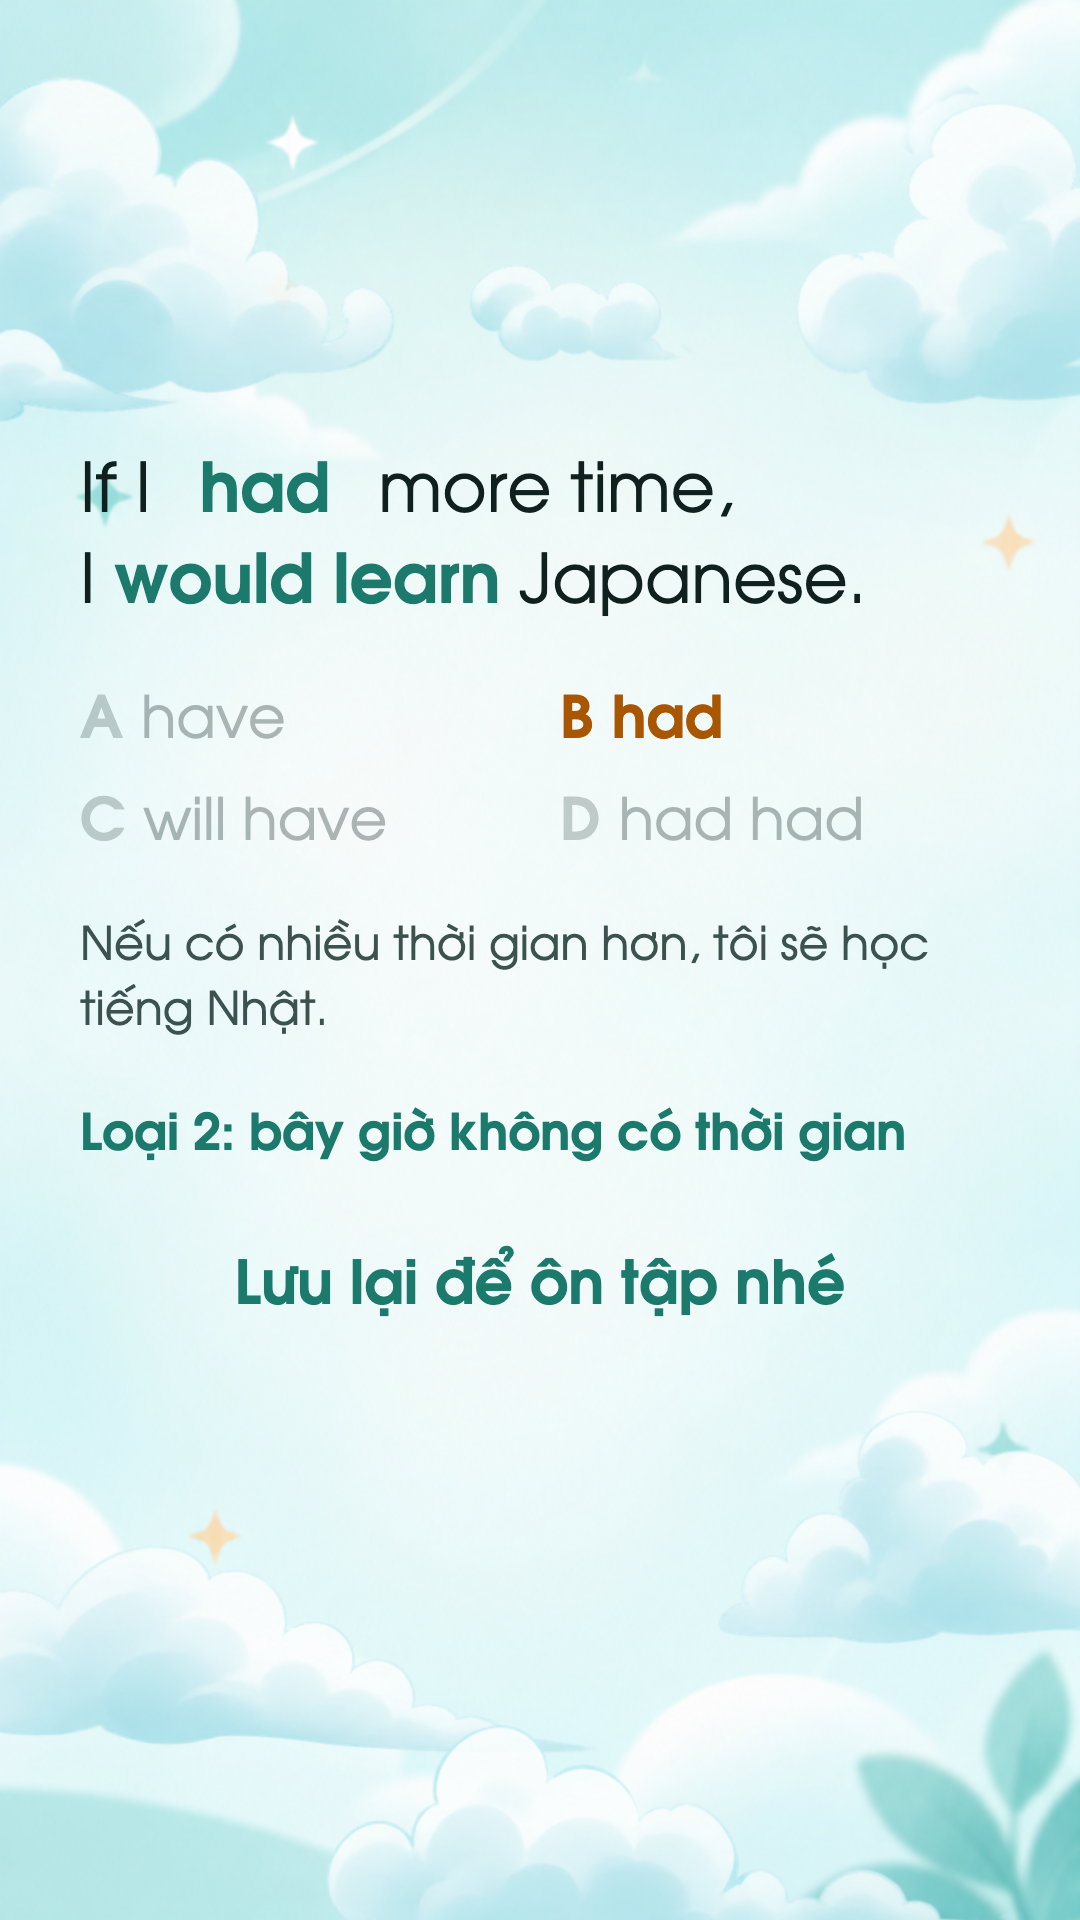 If I had more time,
I would learn Japanese.
A have B had
C will have D had had
Nếu có nhiều thời gian hơn, tôi sẽ học
tiếng Nhật.
Loại 2: bây giờ không có thời gian
Lưu lại để ôn tập nhé